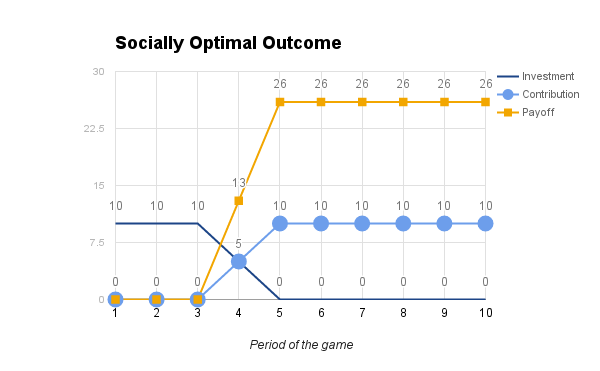 Socially Optimal Outcome
Investment
Contribution
Payoff
30
22.5
15
7.5
0
26 26 26 26 26 26
13
10 10 10 10 10 10 10 10 10
5
0 0 0 0 0 0 0 0 0
1 2 3 4 5 6 7 8 9 10
Period of the game